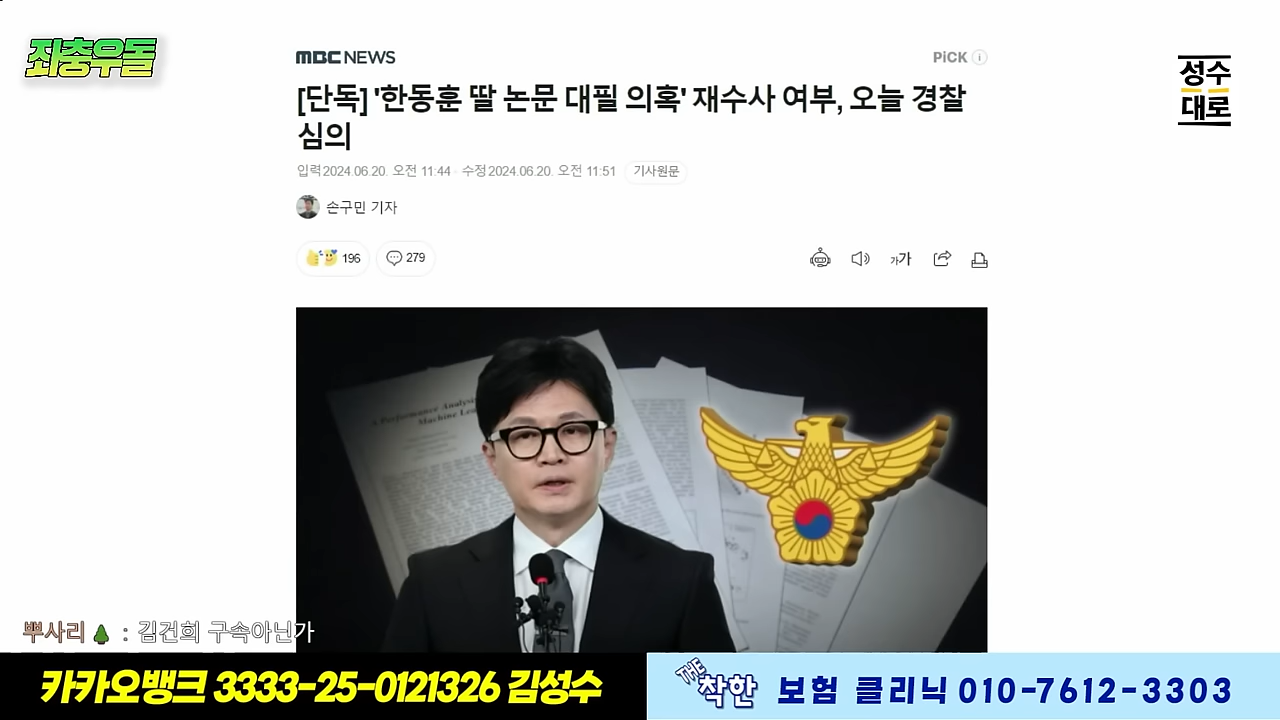 좌충우돌
MBC NEWS
PiCK i
성수
대로
[단독] '한동훈 딸 논문 대필 의혹' 재수사 여부, 오늘 경찰
심의
입력 2024.06.20. 오전 11:44 · 수정 2024.06.20. 오전 11:51 기사원문
손구민 기자
196 279
가가
A Performance Analysis
뿌사리🌲 : 김건희 구속아닌가
카카오뱅크 3333-25-0121326 김성수
THE 착한 보험 클리닉 010-7612-3303